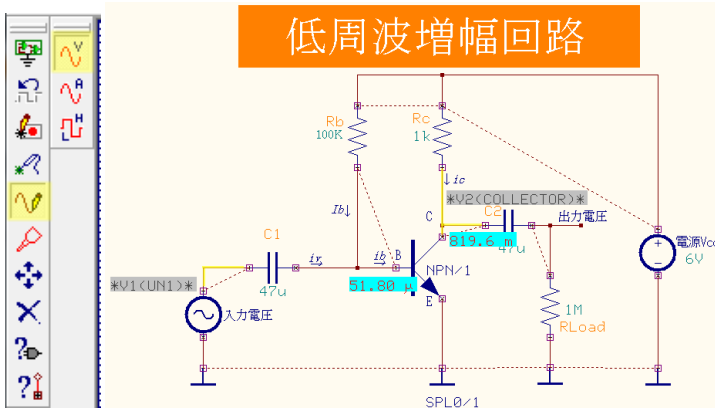 低周波増幅回路
V
A
H
Rb
100K
Rc
1k
↓ic
Ib↓
*V2(COLLECTOR)*
C
C2
出力電圧
819.6 m
47u
電源Vcc
6V
C1
iv
ib
B
NPN/1
47u
51.80 μ
*V1(UN1)*
E
入力電圧
1M
RLoad
SPL0/1